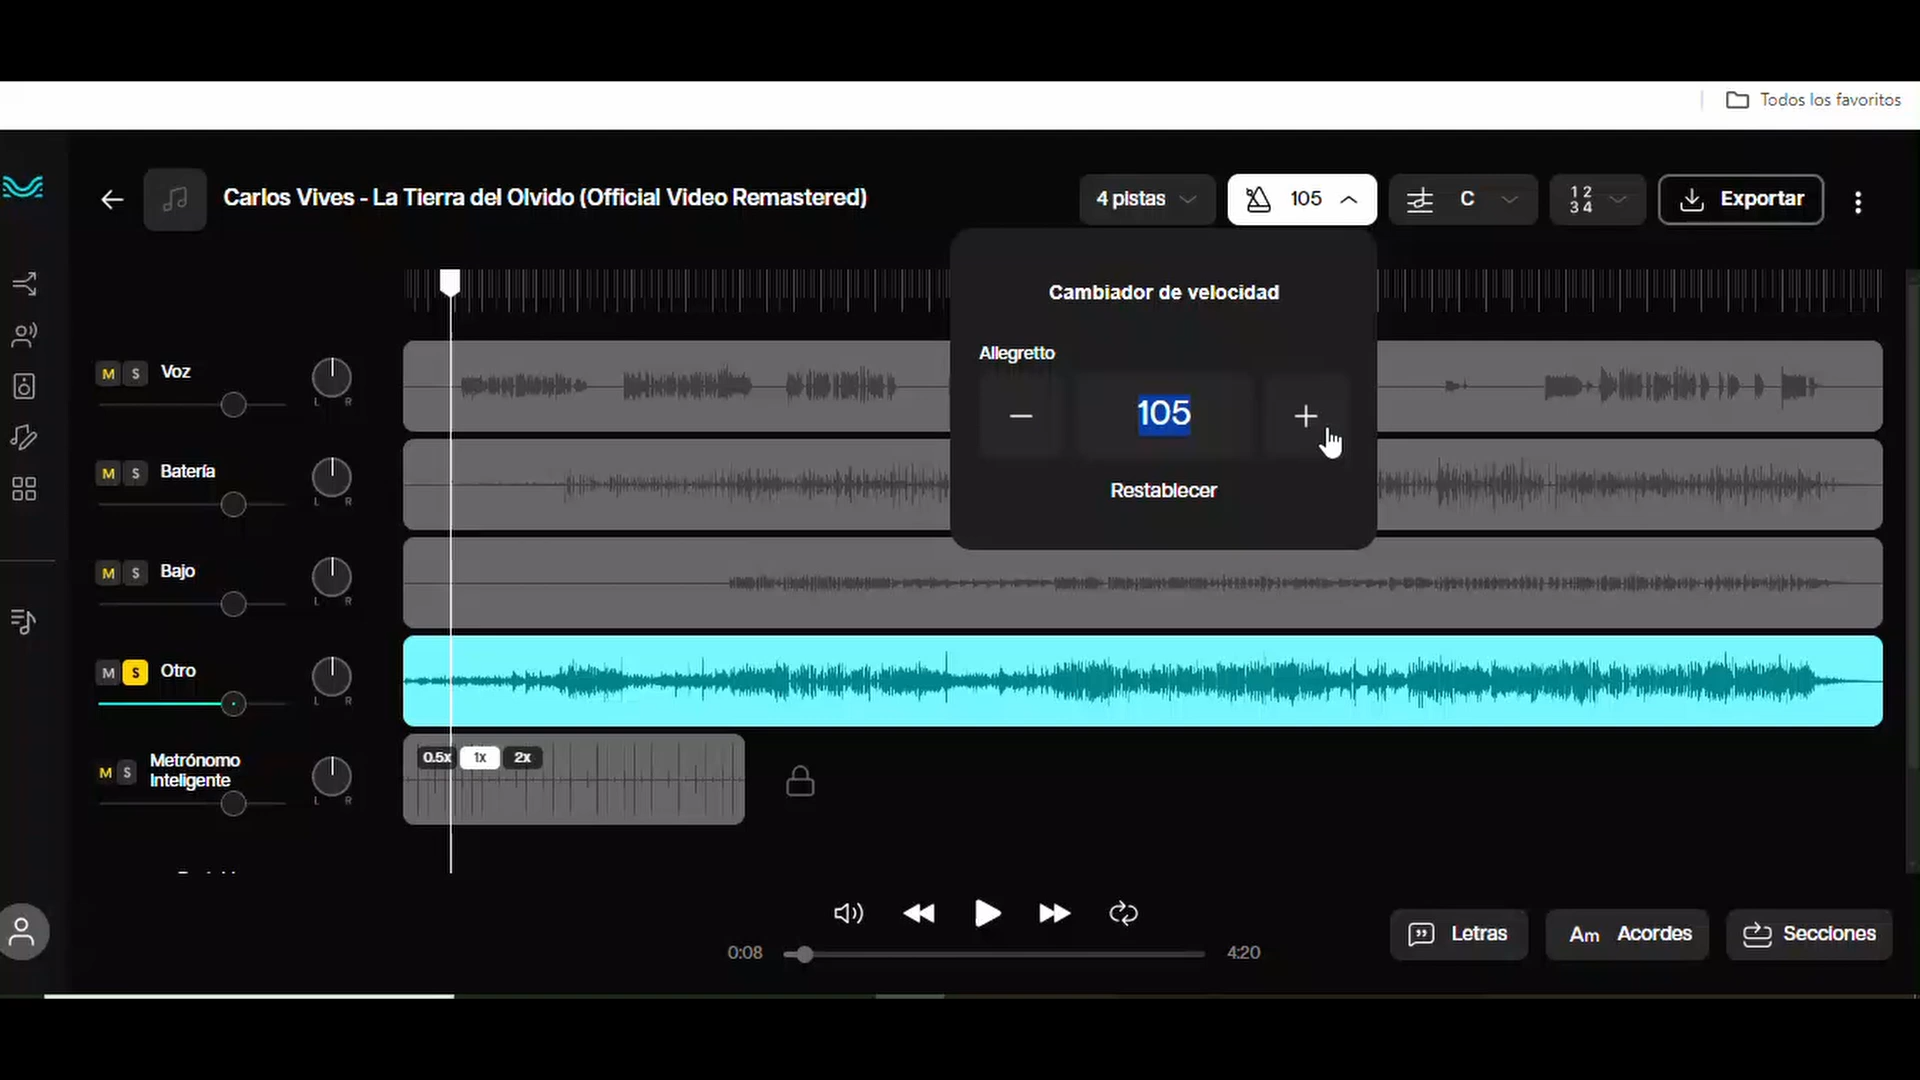 Todos los favoritos
Carlos Vives - La Tierra del Olvido (Official Video Remastered)
4 pistas
105
C
1 2
3 4
Exportar
Cambiador de velocidad
Allegretto
105
Restablecer
M S Voz
L R
M S Batería
L R
M S Bajo
L R
M S Otro
L R
M S Metrónomo
Inteligente
L R
0.5x 1x 2x
0:08
4:20
Letras
Am Acordes
Secciones